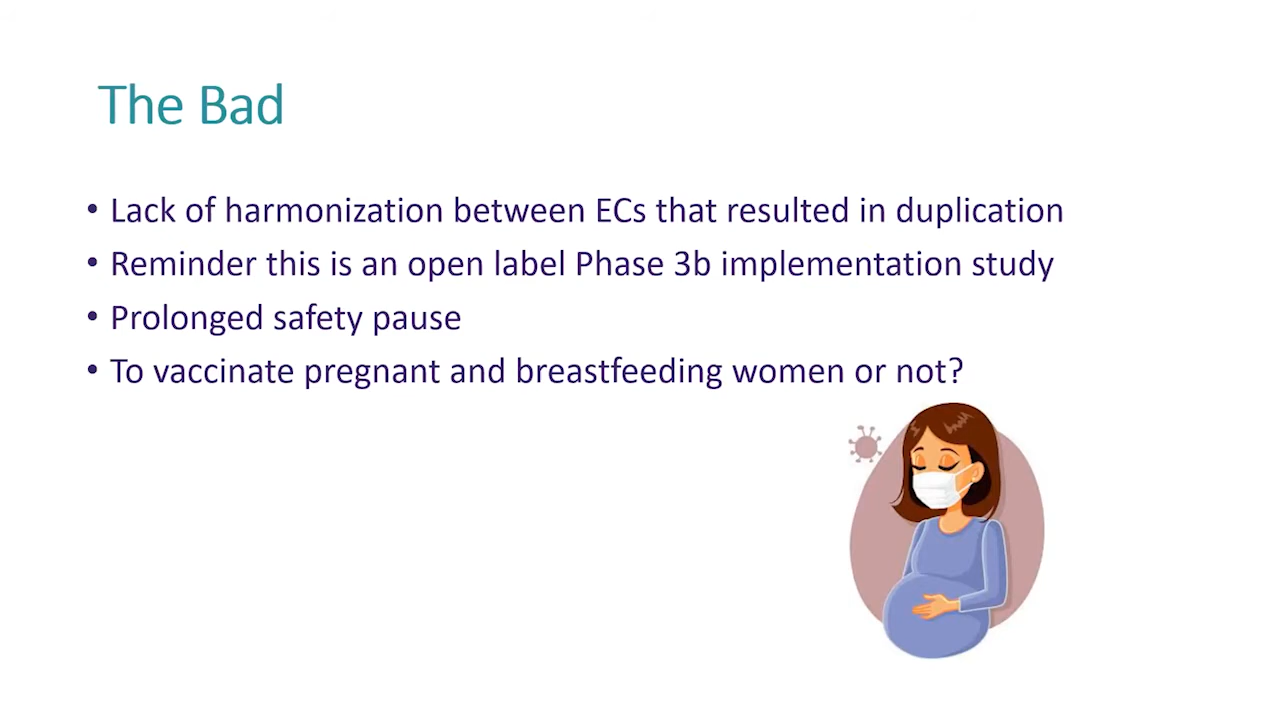 The Bad
• Lack of harmonization between ECs that resulted in duplication
• Reminder this is an open label Phase 3b implementation study
• Prolonged safety pause
• To vaccinate pregnant and breastfeeding women or not?